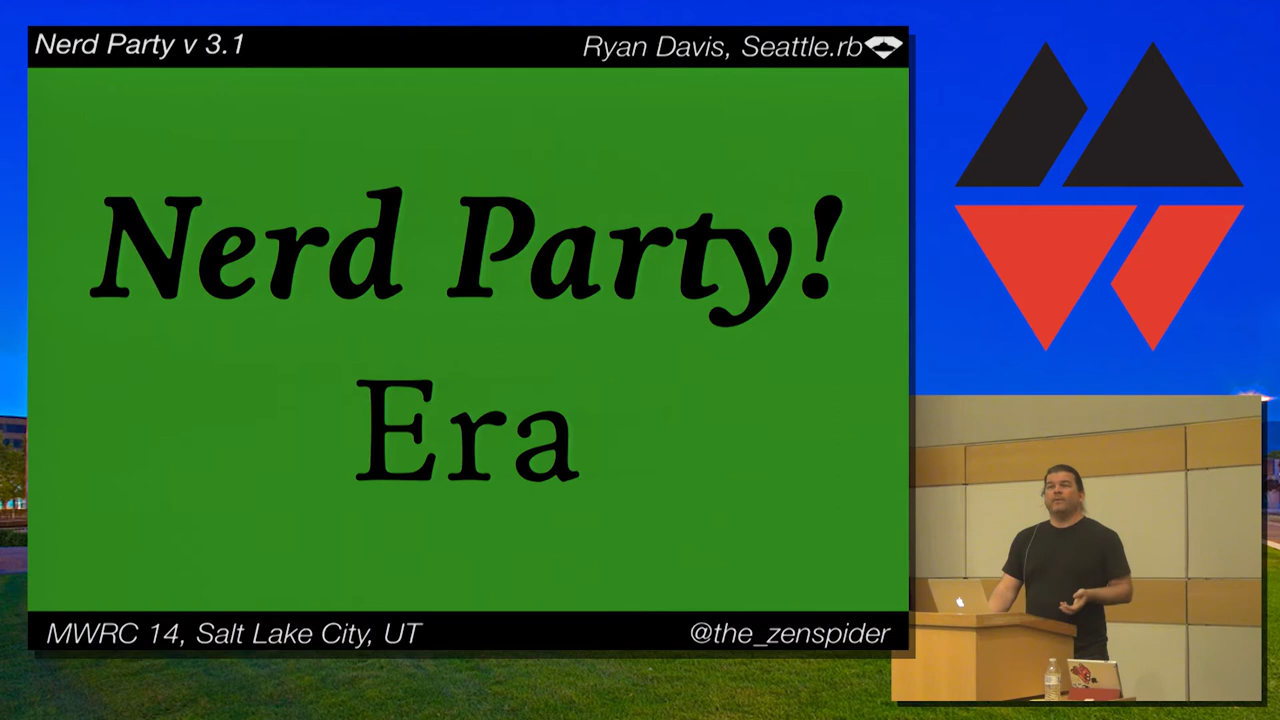 Nerd Party v 3.1
Ryan Davis, Seattle.rb
Nerd Party!
Era
MWRC 14, Salt Lake City, UT
@the_zenspider